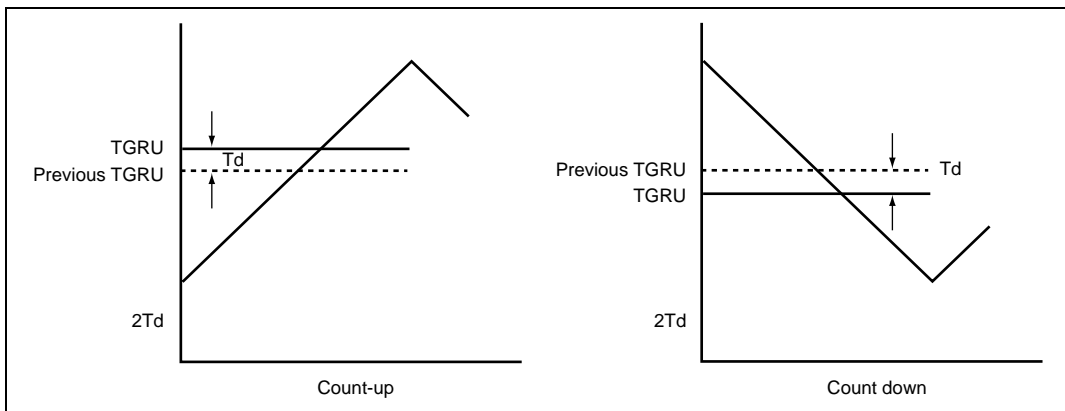 TGRU
Td
Previous TGRU
2Td
Count-up
Previous TGRU
Td
TGRU
2Td
Count down